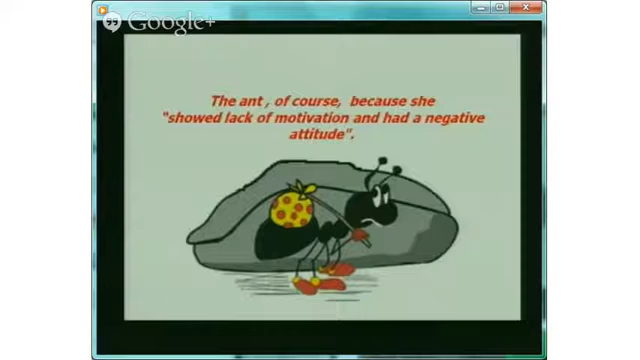 Google+
The ant , of course, because she
"showed lack of motivation and had a negative
attitude".